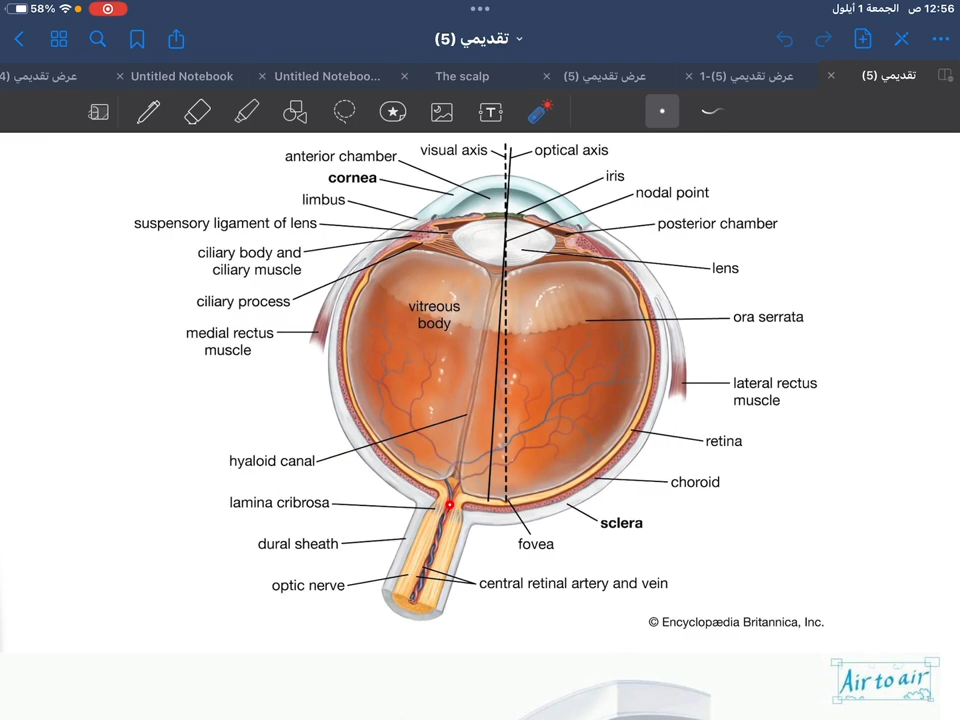 58%
12:56 ص الجمعة 1 أيلول
تقديمي (5)
عرض تقديمي (4
Untitled Notebook
Untitled Noteboo...
The scalp
عرض تقديمي (5)
عرض تقديمي (5)-1
تقديمي (5)
visual axis
optical axis
anterior chamber
cornea
iris
limbus
nodal point
suspensory ligament of lens
posterior chamber
ciliary body and
ciliary muscle
lens
ciliary process
vitreous
body
ora serrata
medial rectus
muscle
lateral rectus
muscle
retina
hyaloid canal
choroid
lamina cribrosa
sclera
dural sheath
fovea
optic nerve
central retinal artery and vein
© Encyclopædia Britannica, Inc.
Air to air